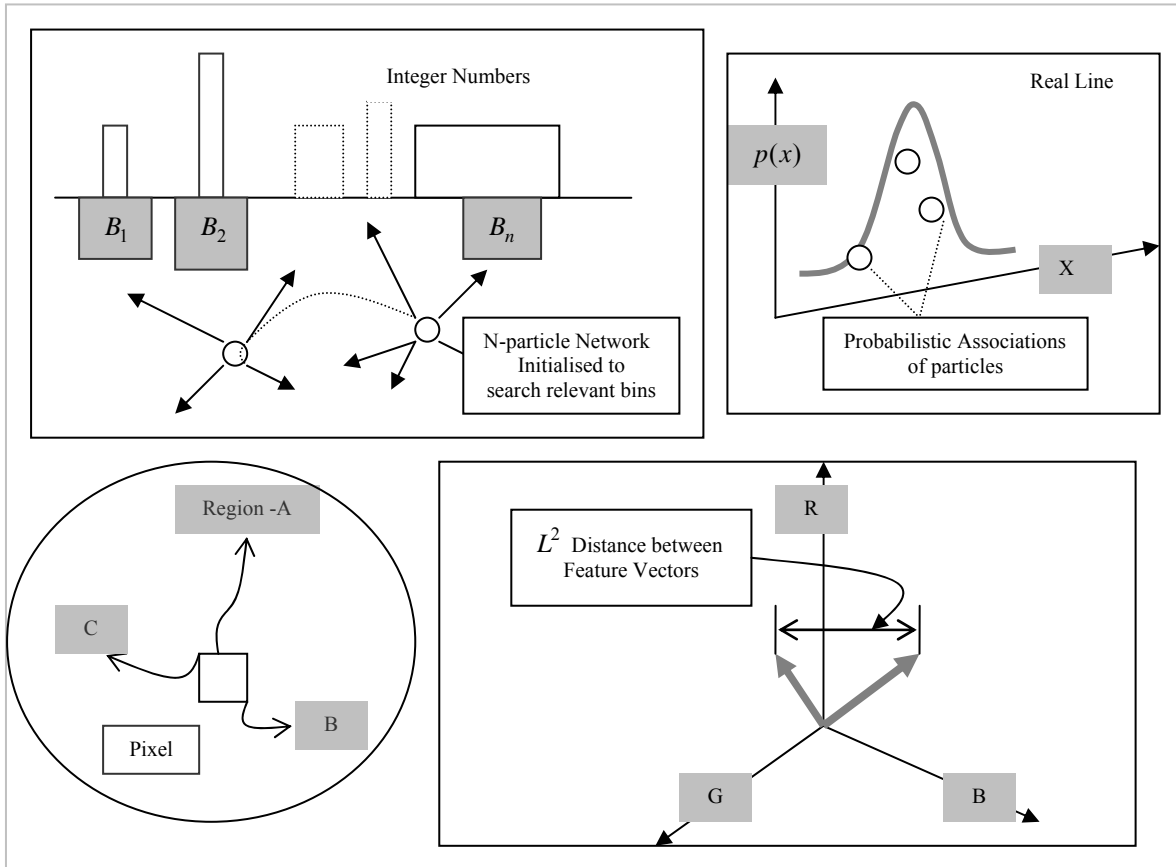 Integer Numbers
B1
B2
Bn
N-particle Network
Initialised to
search relevant bins
Real Line
p(x)
X
Probabilistic Associations
of particles
Region -A
C
B
Pixel
R
L² Distance between
Feature Vectors
G
B